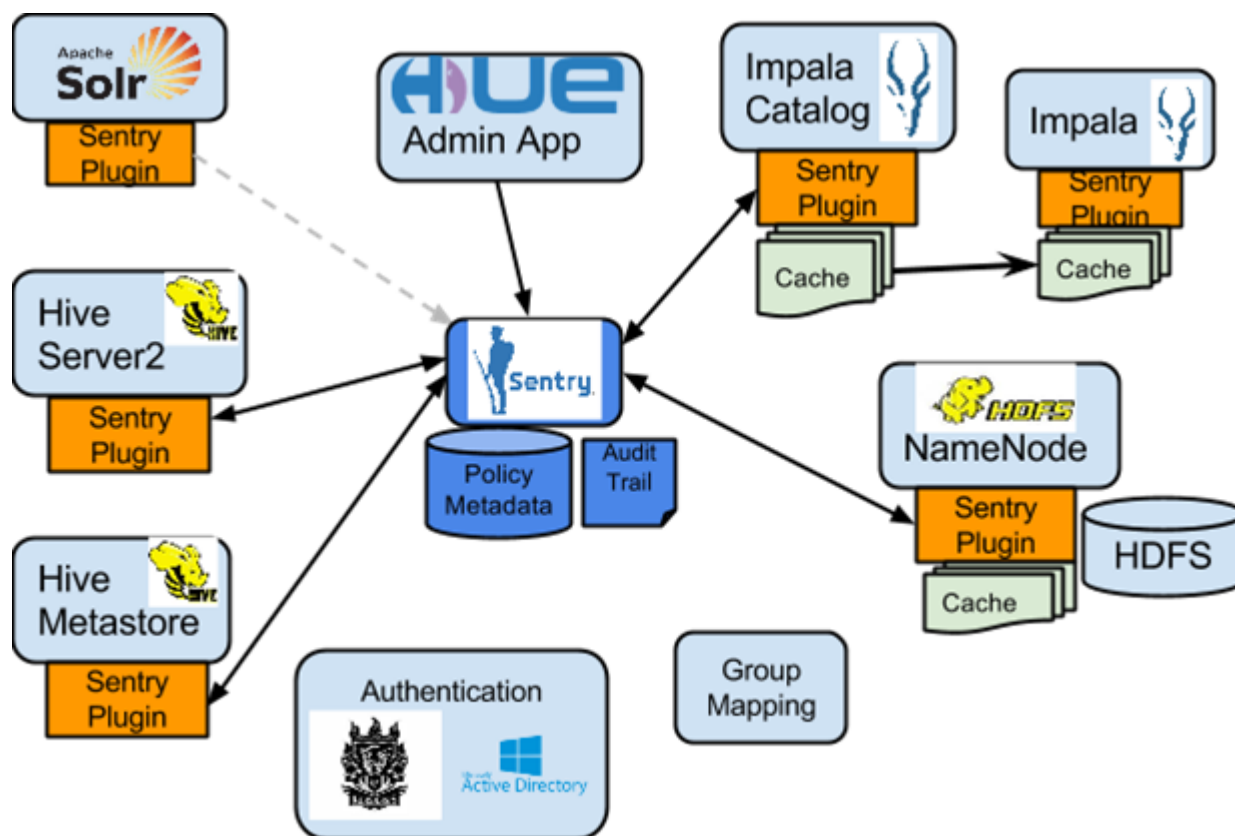 Apache
Solr
Sentry
Plugin
HUE
Admin App
Impala
Catalog
Sentry
Plugin
Cache
Impala
Sentry
Plugin
Cache
Hive
Server2
HIVE
Sentry
Plugin
Sentry
Policy
Metadata
Audit
Trail
HDFS
NameNode
Sentry
Plugin
Cache
HDFS
Hive
Metastore
HIVE
Sentry
Plugin
Authentication
Active Directory
Group
Mapping